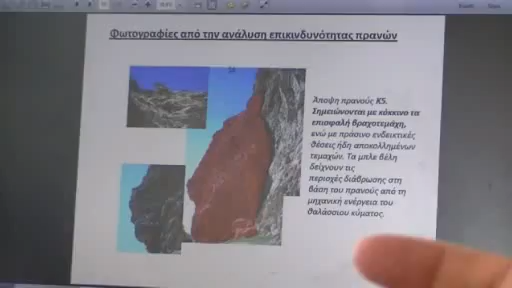 Φωτογραφίες από την ανάλυση επικινδυνότητας πρανών
Άποψη πρανούς Κ5.
Σημειώνονται με κόκκινο τα
επισφαλή βραχοτεμάχη,
ενώ με πράσινο ενδεικτικές
θέσεις ήδη αποκολλημένων
τεμαχών. Τα μπλε βέλη
δείχνουν τις
περιοχές διάβρωσης στη
βάση του πρανούς από τη
μηχανική ενέργεια του
θαλάσσιου κύματος.